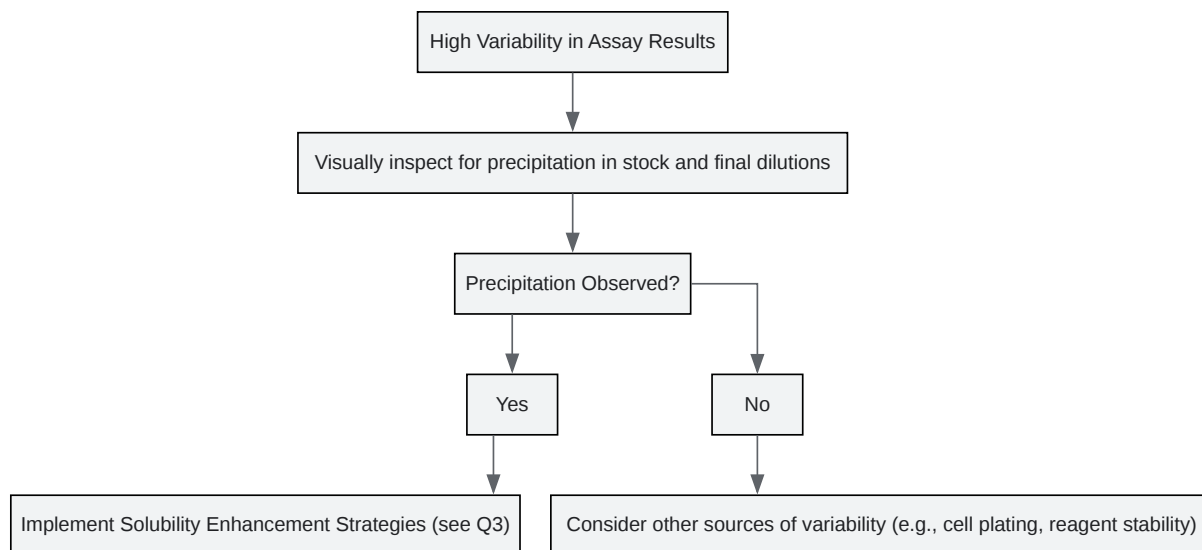 High Variability in Assay Results
Visually inspect for precipitation in stock and final dilutions
Precipitation Observed?
Yes
No
Implement Solubility Enhancement Strategies (see Q3)
Consider other sources of variability (e.g., cell plating, reagent stability)